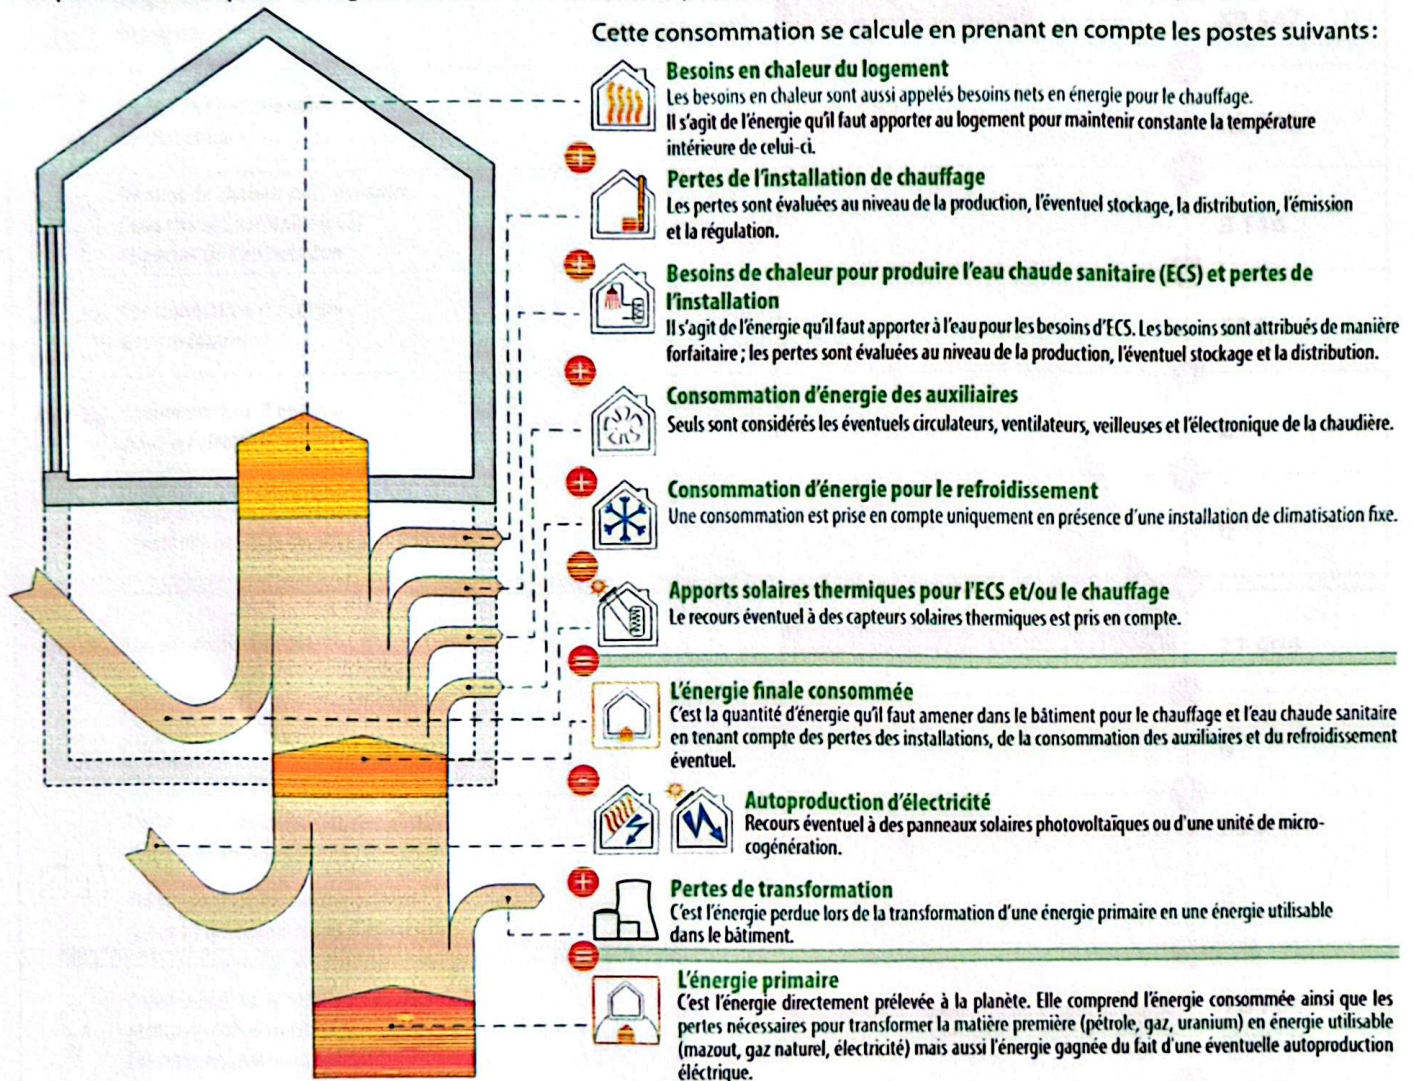 Cette consommation se calcule en prenant en compte les postes suivants :
Besoins en chaleur du logement
Les besoins en chaleur sont aussi appelés besoins nets en énergie pour le chauffage.
Il s'agit de l'énergie qu'il faut apporter au logement pour maintenir constante la température
intérieure de celui-ci.
Pertes de l'installation de chauffage
Les pertes sont évaluées au niveau de la production, l'éventuel stockage, la distribution, l'émission
et la régulation.
Besoins de chaleur pour produire l'eau chaude sanitaire (ECS) et pertes de
l'installation
Il s'agit de l'énergie qu'il faut apporter à l'eau pour les besoins d'ECS. Les besoins sont attribués de manière
forfaitaire ; les pertes sont évaluées au niveau de la production, l'éventuel stockage et la distribution.
Consommation d'énergie des auxiliaires
Seuls sont considérés les éventuels circulateurs, ventilateurs, veilleuses et l'électronique de la chaudière.
Consommation d'énergie pour le refroidissement
Une consommation est prise en compte uniquement en présence d'une installation de climatisation fixe.
Apports solaires thermiques pour l'ECS et/ou le chauffage
Le recours éventuel à des capteurs solaires thermiques est pris en compte.
L'énergie finale consommée
C'est la quantité d'énergie qu'il faut amener dans le bâtiment pour le chauffage et l'eau chaude sanitaire
en tenant compte des pertes des installations, de la consommation des auxiliaires et du refroidissement
éventuel.
Autoproduction d'électricité
Recours éventuel à des panneaux solaires photovoltaïques ou d'une unité de micro-
cogénération.
Pertes de transformation
C'est l'énergie perdue lors de la transformation d'une énergie primaire en une énergie utilisable
dans le bâtiment.
L'énergie primaire
C'est l'énergie directement prélevée à la planète. Elle comprend l'énergie consommée ainsi que les
pertes nécessaires pour transformer la matière première (pétrole, gaz, uranium) en énergie utilisable
(mazout, gaz naturel, électricité) mais aussi l'énergie gagnée du fait d'une éventuelle autoproduction
éléctrique.